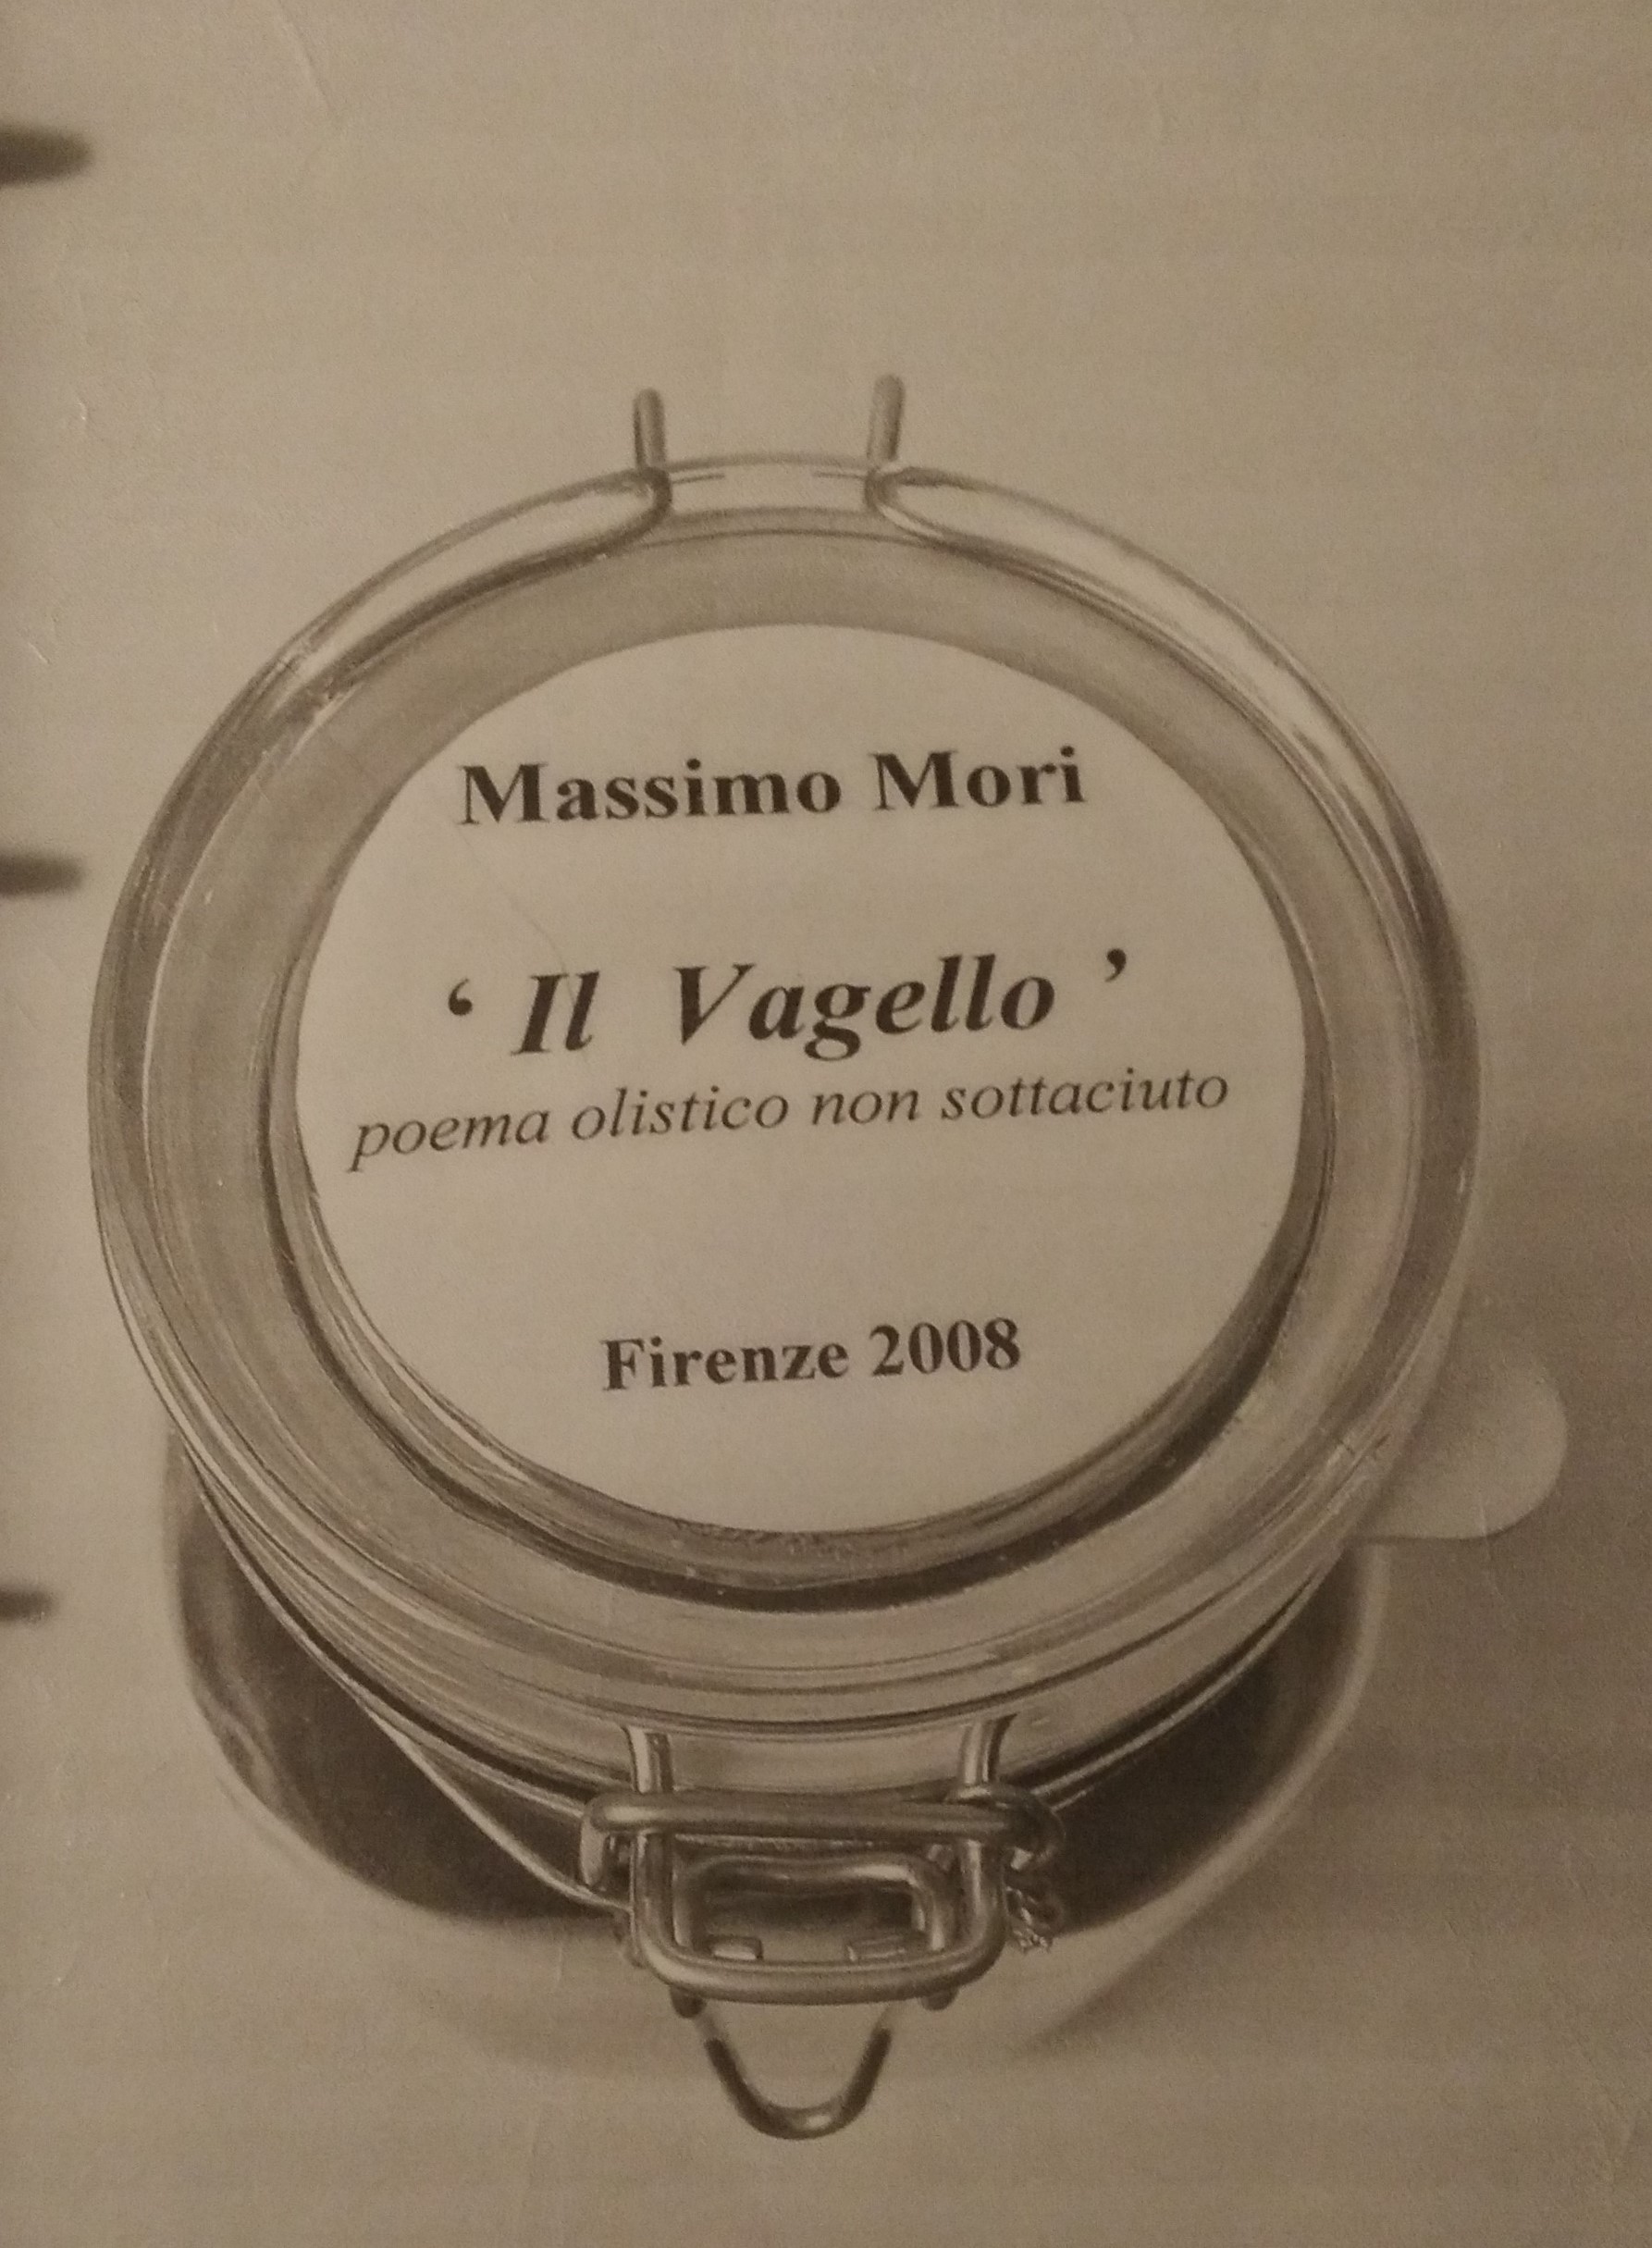 Massimo Mori
‘ Il Vagello ’
poema olistico non sottaciuto
Firenze 2008